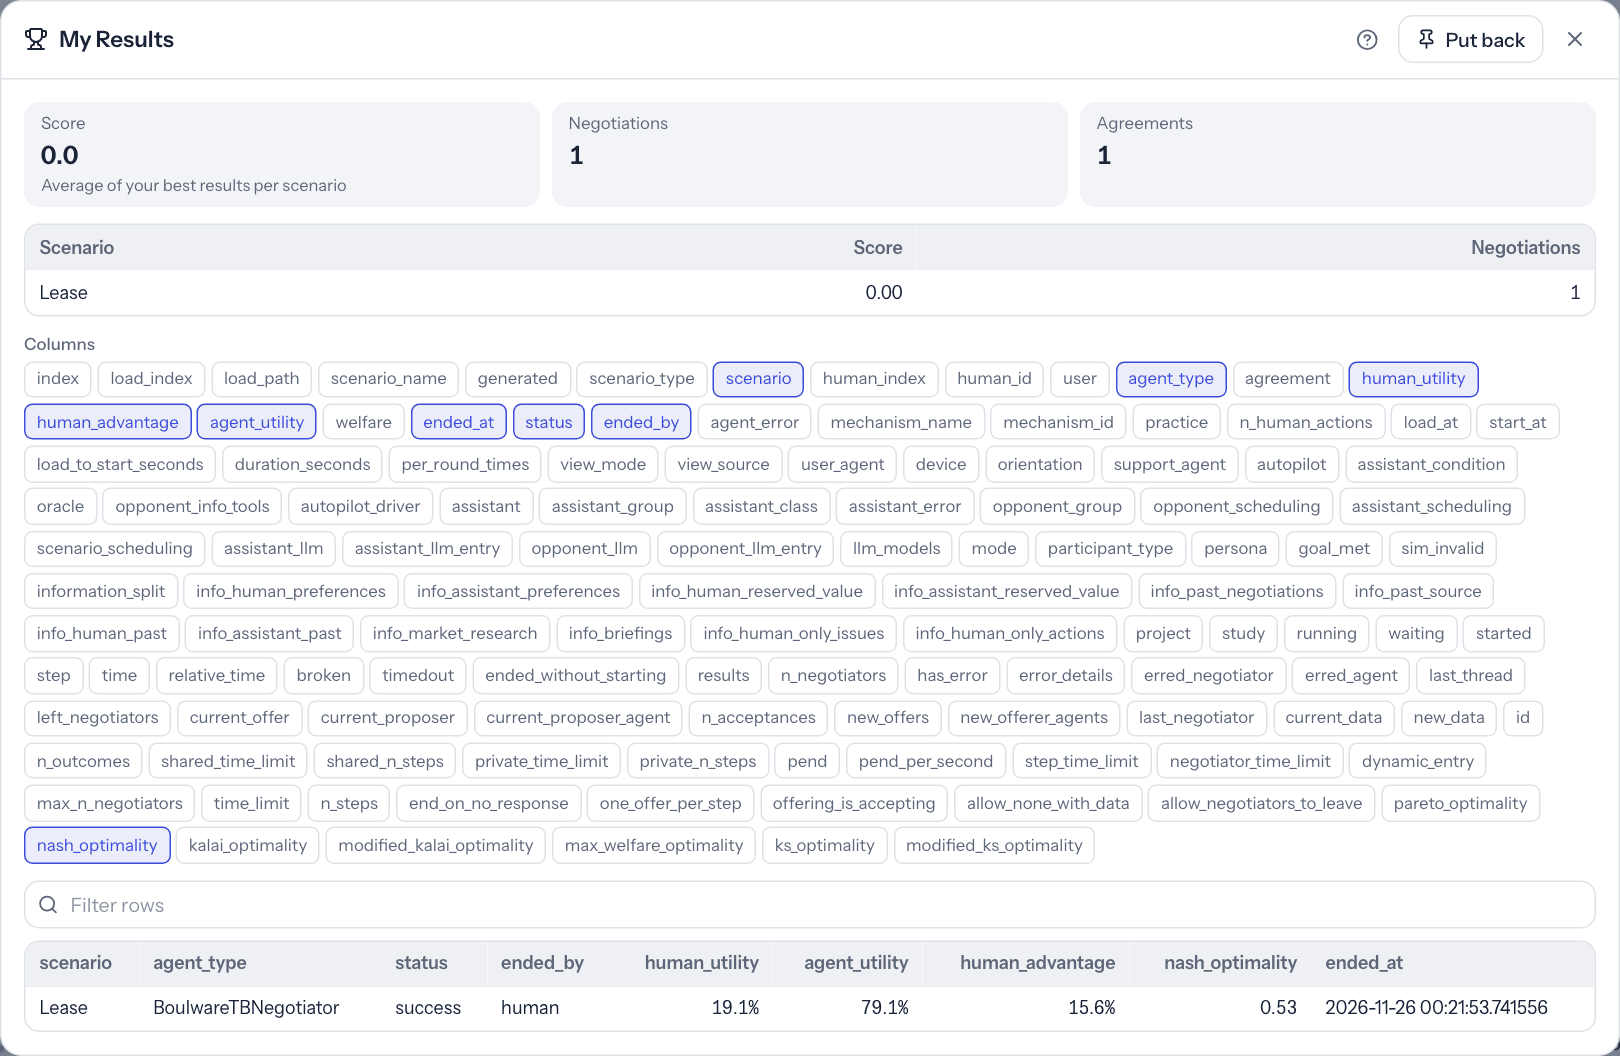 My Results
Put back
Score
0.0
Average of your best results per scenario
Negotiations
1
Agreements
1
Scenario Score Negotiations
Lease 0.00 1
Columns
index load_index load_path scenario_name generated scenario_type scenario human_index human_id user agent_type agreement human_utility
human_advantage agent_utility welfare ended_at status ended_by agent_error mechanism_name mechanism_id practice n_human_actions load_at start_at
load_to_start_seconds duration_seconds per_round_times view_mode view_source user_agent device orientation support_agent autopilot assistant_condition
oracle opponent_info_tools autopilot_driver assistant assistant_group assistant_class assistant_error opponent_group opponent_scheduling assistant_scheduling
scenario_scheduling assistant_llm assistant_llm_entry opponent_llm opponent_llm_entry llm_models mode participant_type persona goal_met sim_invalid
information_split info_human_preferences info_assistant_preferences info_human_reserved_value info_assistant_reserved_value info_past_negotiations info_past_source
info_human_past info_assistant_past info_market_research info_briefings info_human_only_issues info_human_only_actions project study running waiting started
step time relative_time broken timedout ended_without_starting results n_negotiators has_error error_details erred_negotiator erred_agent last_thread
left_negotiators current_offer current_proposer current_proposer_agent n_acceptances new_offers new_offerer_agents last_negotiator current_data new_data id
n_outcomes shared_time_limit shared_n_steps private_time_limit private_n_steps pend pend_per_second step_time_limit negotiator_time_limit dynamic_entry
max_n_negotiators time_limit n_steps end_on_no_response one_offer_per_step offering_is_accepting allow_none_with_data allow_negotiators_to_leave pareto_optimality
nash_optimality kalai_optimality modified_kalai_optimality max_welfare_optimality ks_optimality modified_ks_optimality
Filter rows
scenario agent_type status ended_by human_utility agent_utility human_advantage nash_optimality ended_at
Lease BoulwareTBNegotiator success human 19.1% 79.1% 15.6% 0.53 2026-11-26 00:21:53.741556